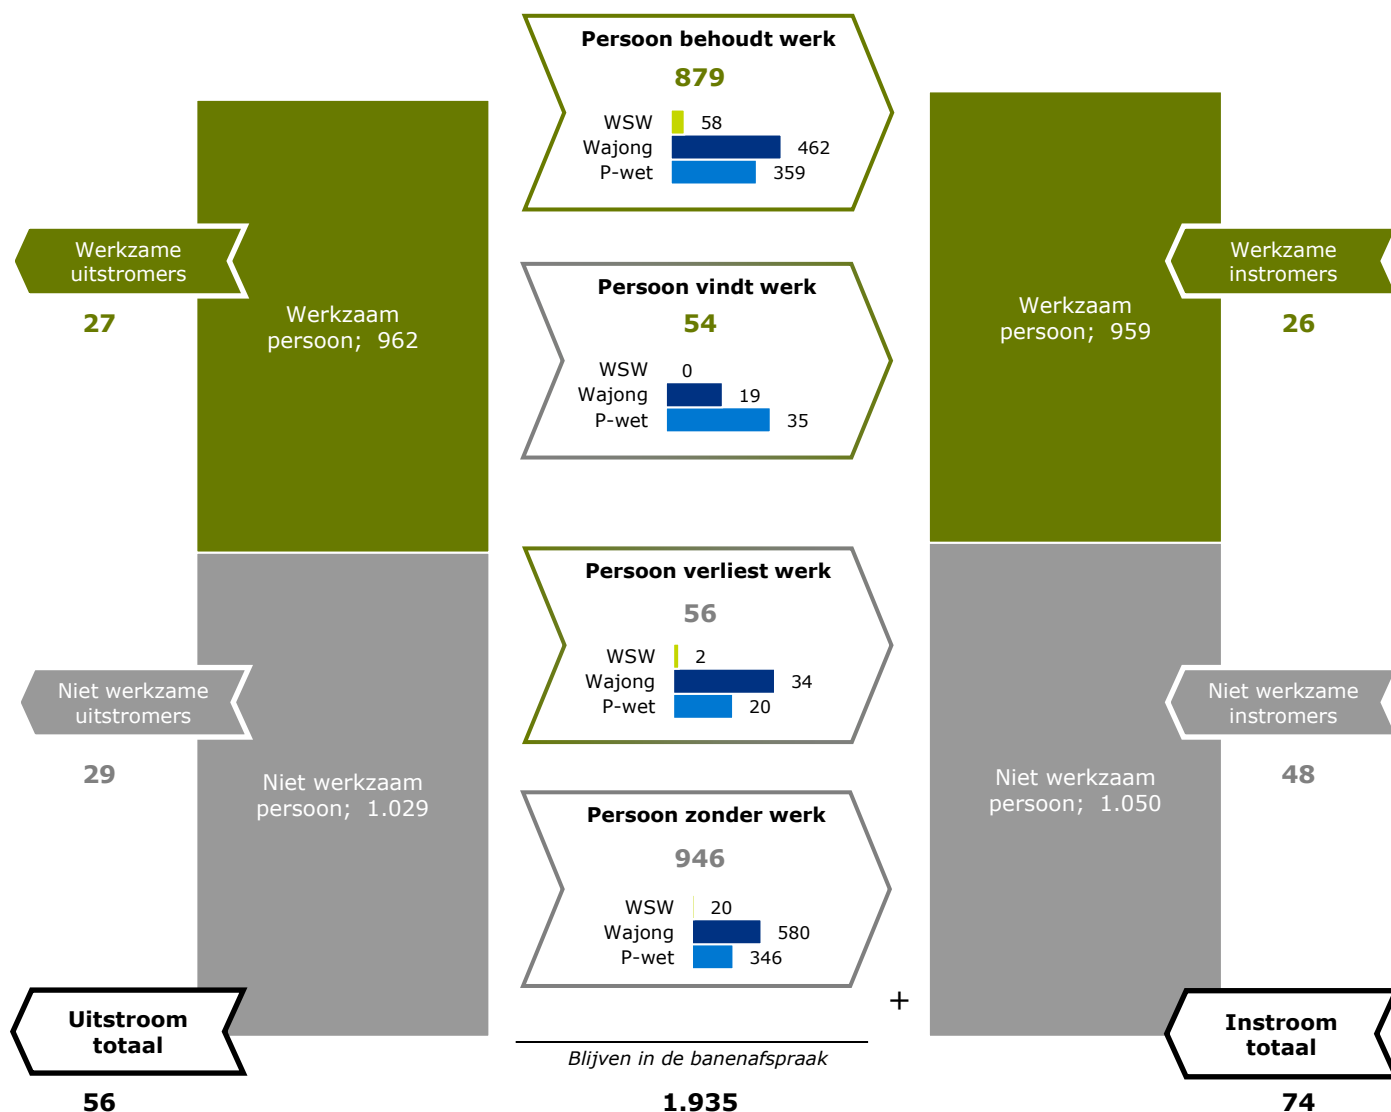 Persoon behoudt werk
879
WSW 58
Wajong 462
P-wet 359
Werkzame
uitstromers
27
Werkzaam
persoon; 962
Persoon vindt werk
54
WSW 0
Wajong 19
P-wet 35
Werkzaam
persoon; 959
Werkzame
instromers
26
Persoon verliest werk
56
WSW 2
Wajong 34
P-wet 20
Niet werkzame
uitstromers
29
Niet werkzaam
persoon; 1.029
Niet werkzame
instromers
48
Niet werkzaam
persoon; 1.050
Persoon zonder werk
946
WSW 20
Wajong 580
P-wet 346
+
Uitstroom
totaal
56
Blijven in de banenafspraak
1.935
Instroom
totaal
74